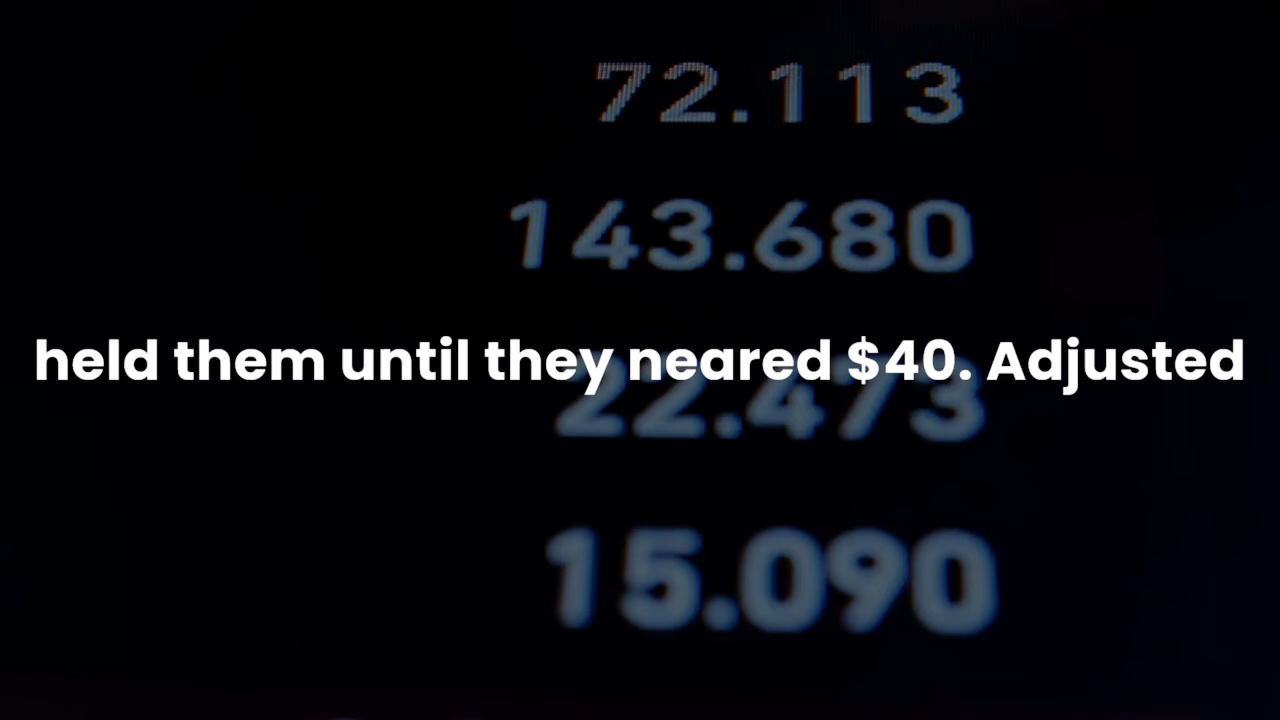 72.113
143.680
held them until they neared $40. Adjusted
22.473
15.090